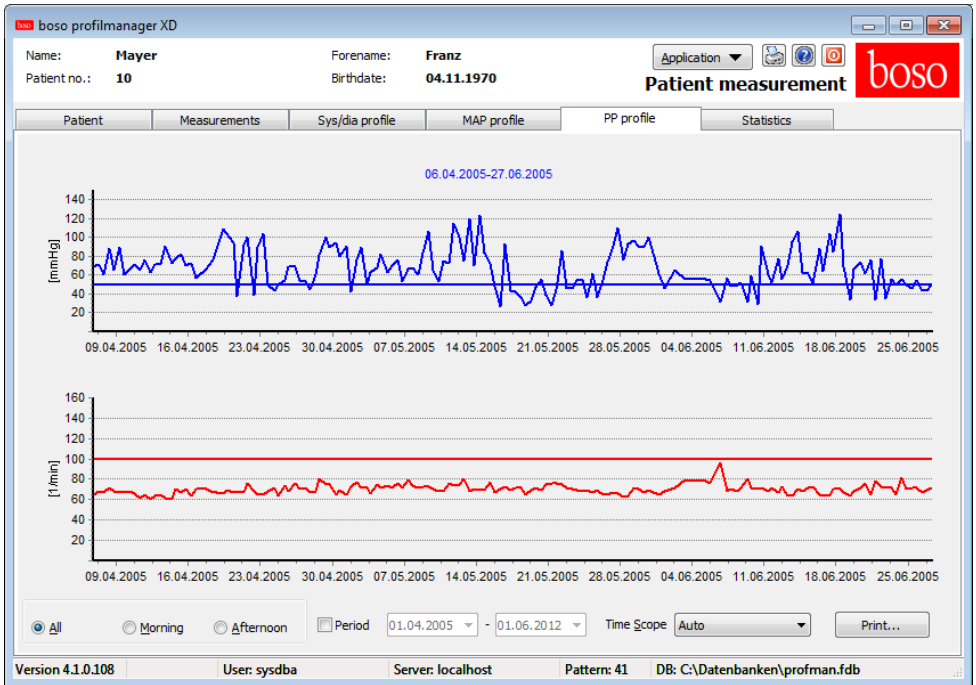 boso boso profilmanager XD
Name: Mayer Forename: Franz Application
Patient no.: 10 Birthdate: 04.11.1970 Patient measurement boso
Patient Measurements Sys/dia profile MAP profile PP profile Statistics
06.04.2005-27.06.2005
[mmHg]
140
120
100
80
60
40
20
09.04.2005 16.04.2005 23.04.2005 30.04.2005 07.05.2005 14.05.2005 21.05.2005 28.05.2005 04.06.2005 11.06.2005 18.06.2005 25.06.2005
[1/min]
160
140
120
100
80
60
40
20
09.04.2005 16.04.2005 23.04.2005 30.04.2005 07.05.2005 14.05.2005 21.05.2005 28.05.2005 04.06.2005 11.06.2005 18.06.2005 25.06.2005
All Morning Afternoon Period 01.04.2005 - 01.06.2012 Time Scope Auto Print...
Version 4.1.0.108 User: sysdba Server: localhost Pattern: 41 DB: C:\Datenbanken\profman.fdb